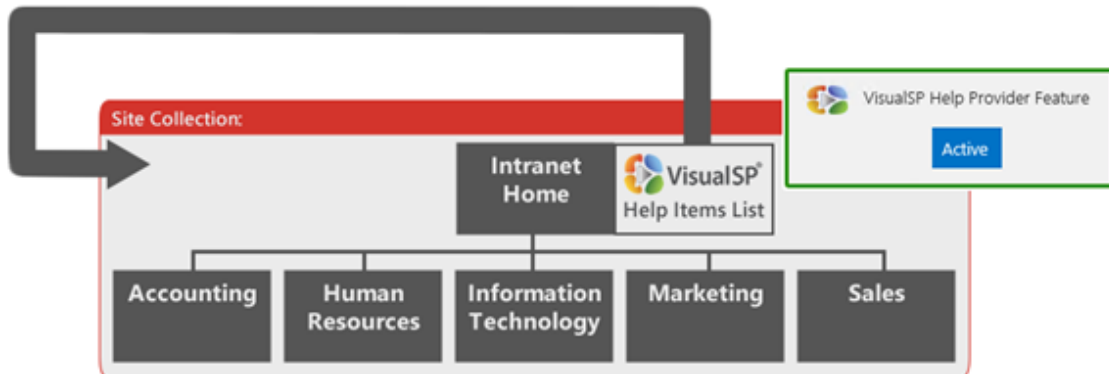 VisualSP Help Provider Feature
Active
Site Collection:
Intranet
Home
VisualSP®
Help Items List
Accounting
Human
Resources
Information
Technology
Marketing
Sales